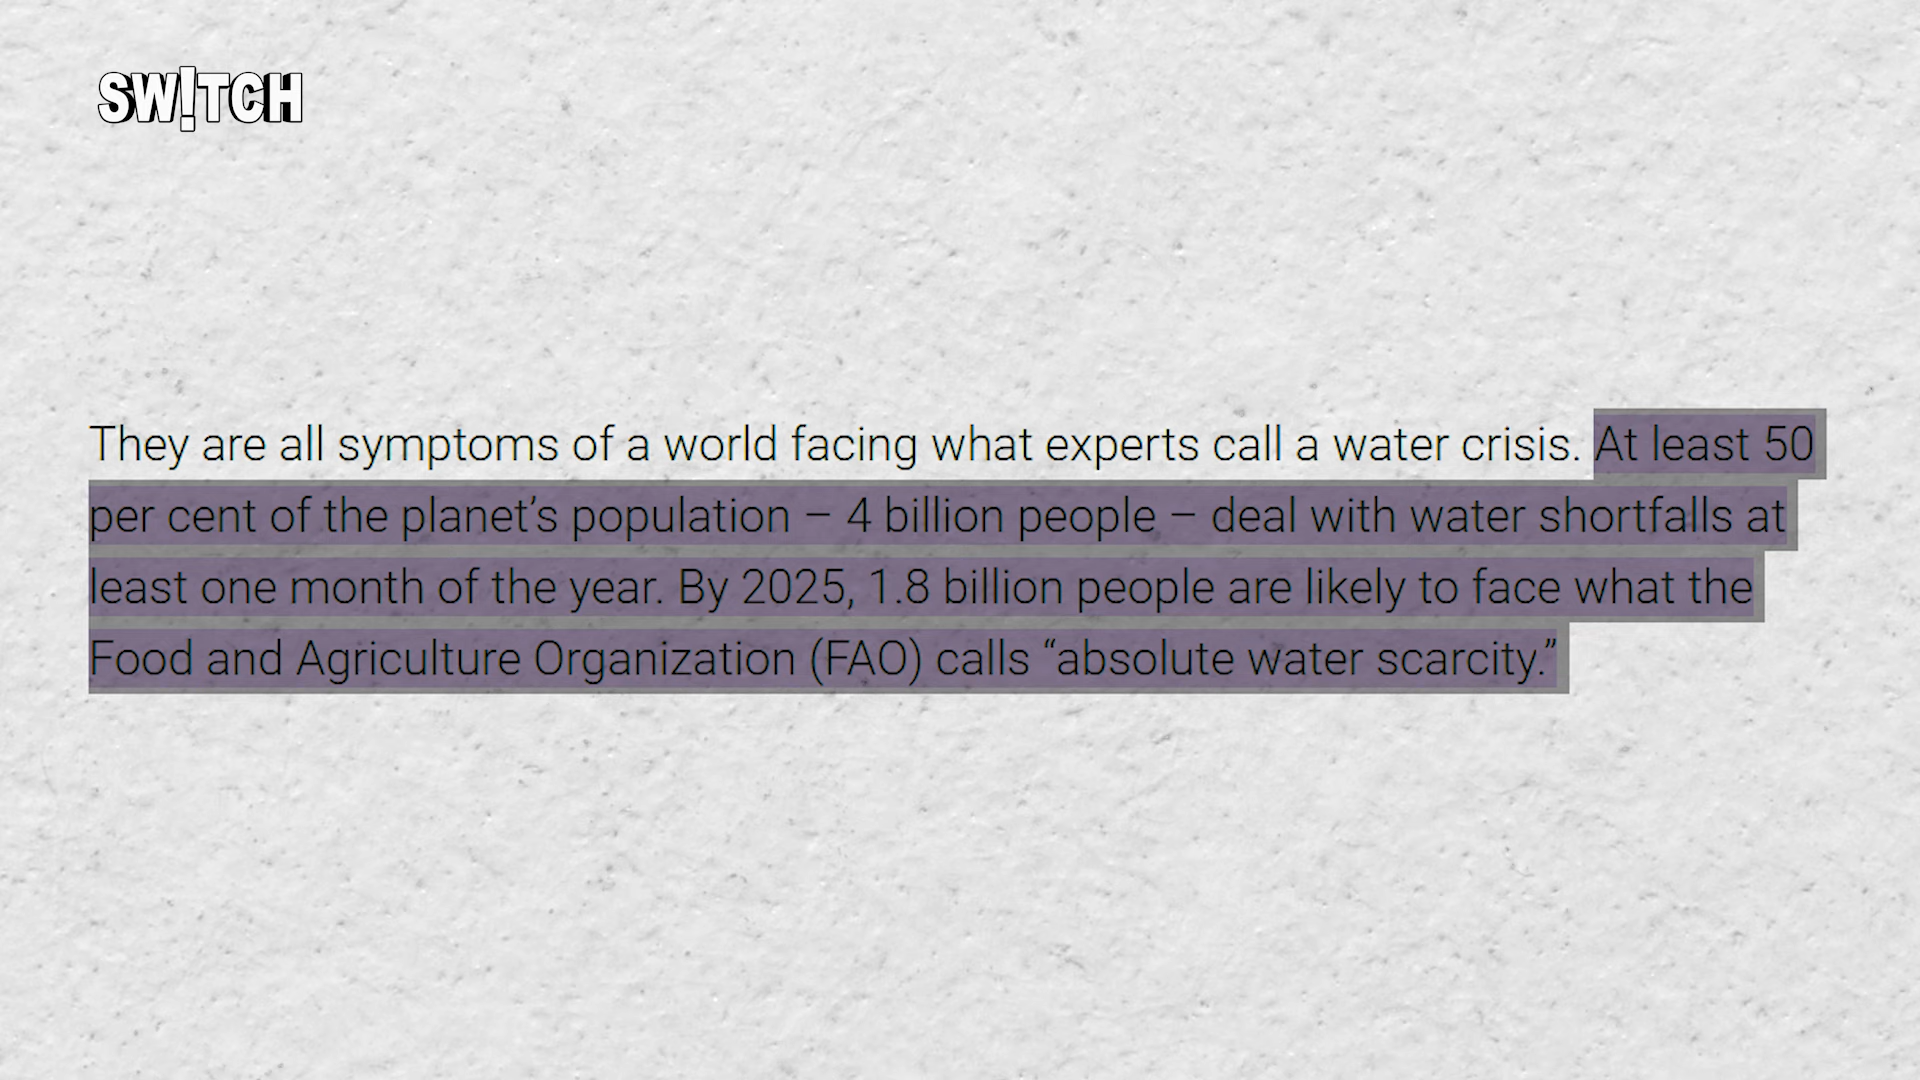 SW!TCH
They are all symptoms of a world facing what experts call a water crisis. At least 50
per cent of the planet’s population – 4 billion people – deal with water shortfalls at
least one month of the year. By 2025, 1.8 billion people are likely to face what the
Food and Agriculture Organization (FAO) calls “absolute water scarcity.”